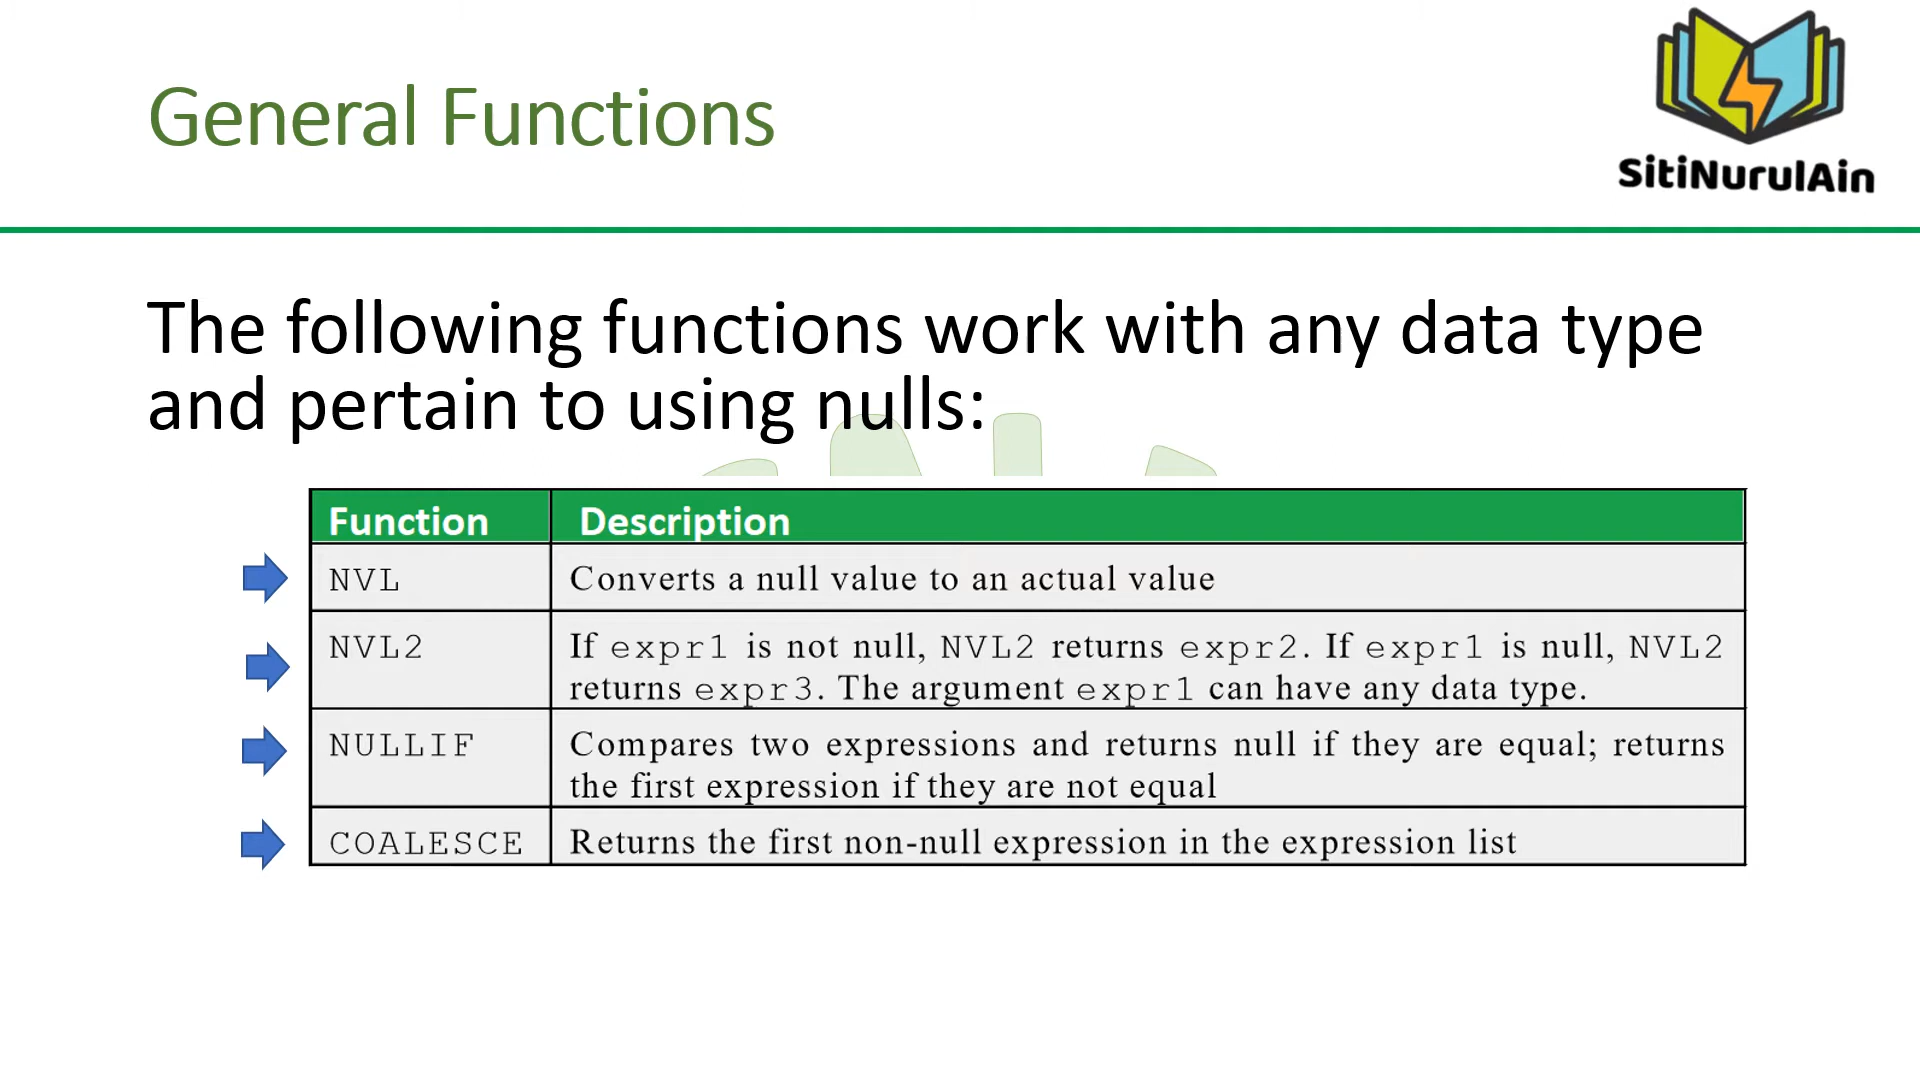 General Functions
SitiNurulAin
The following functions work with any data type
and pertain to using nulls:
Function Description
NVL Converts a null value to an actual value
NVL2 If expr1 is not null, NVL2 returns expr2. If expr1 is null, NVL2
returns expr3. The argument expr1 can have any data type.
NULLIF Compares two expressions and returns null if they are equal; returns
the first expression if they are not equal
COALESCE Returns the first non-null expression in the expression list